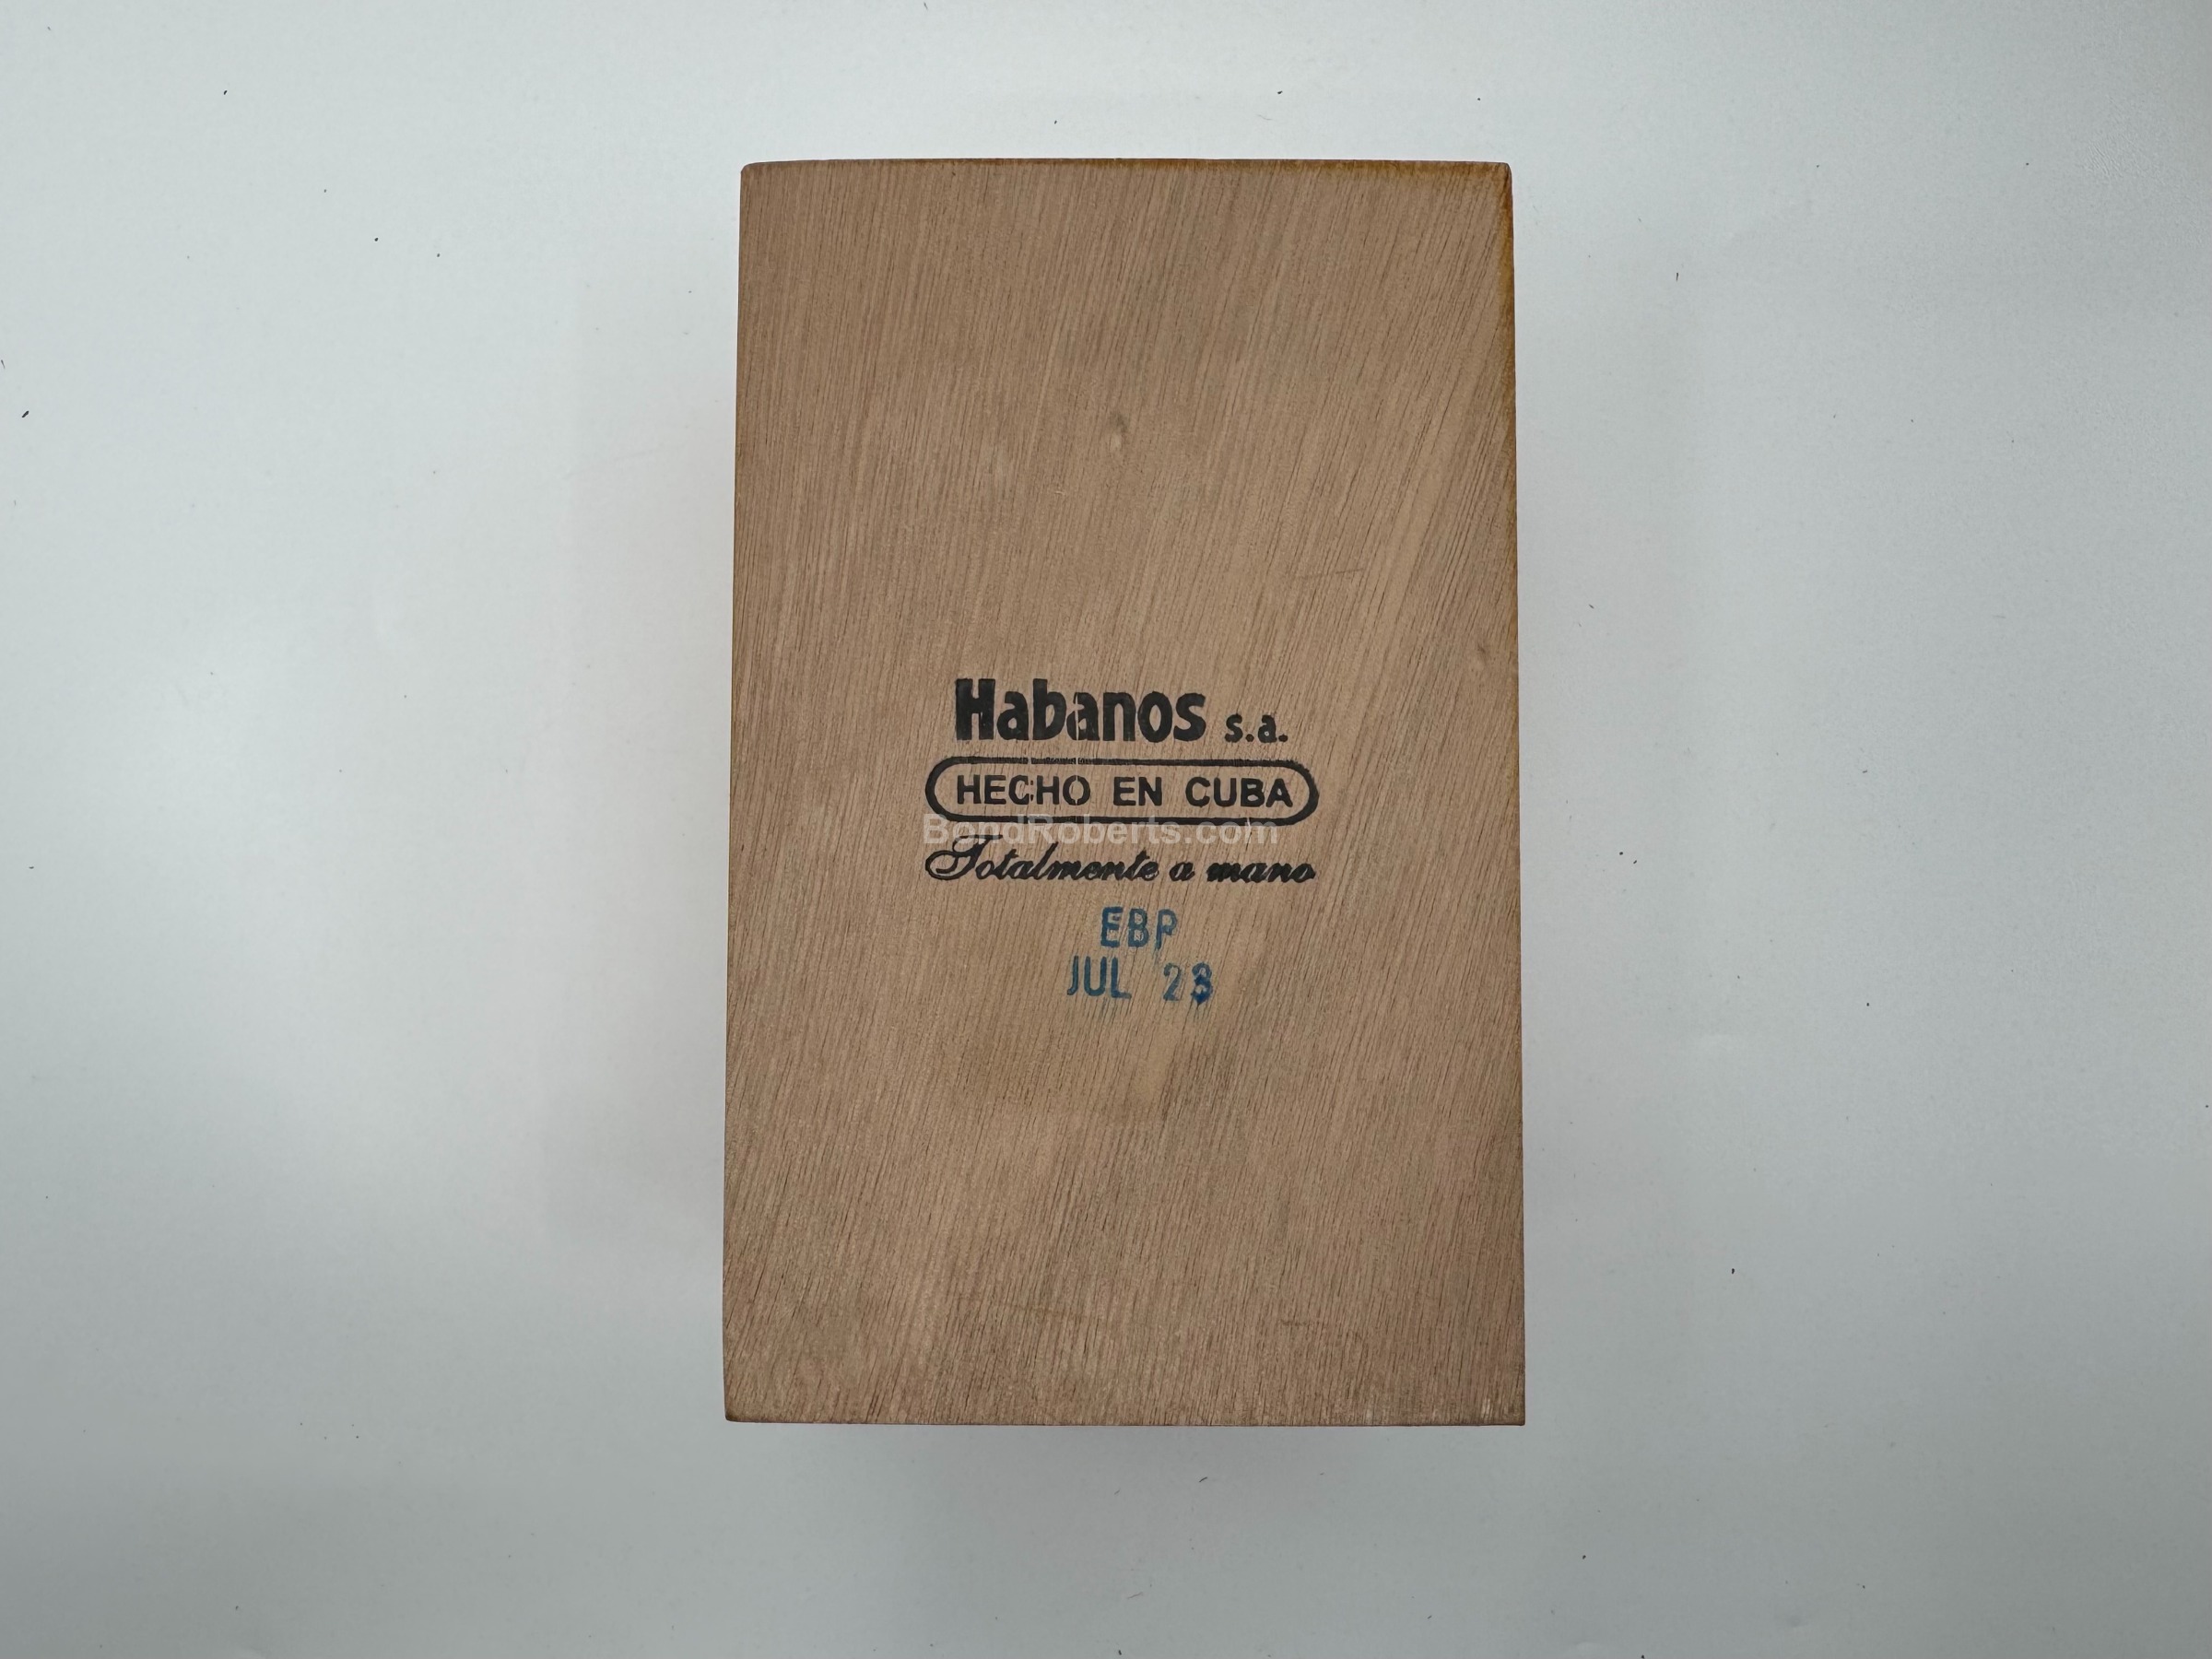 Habanos s.a.
HECHO EN CUBA
BondRoberts.com
Totalmente a mano
EBP
JUL 23